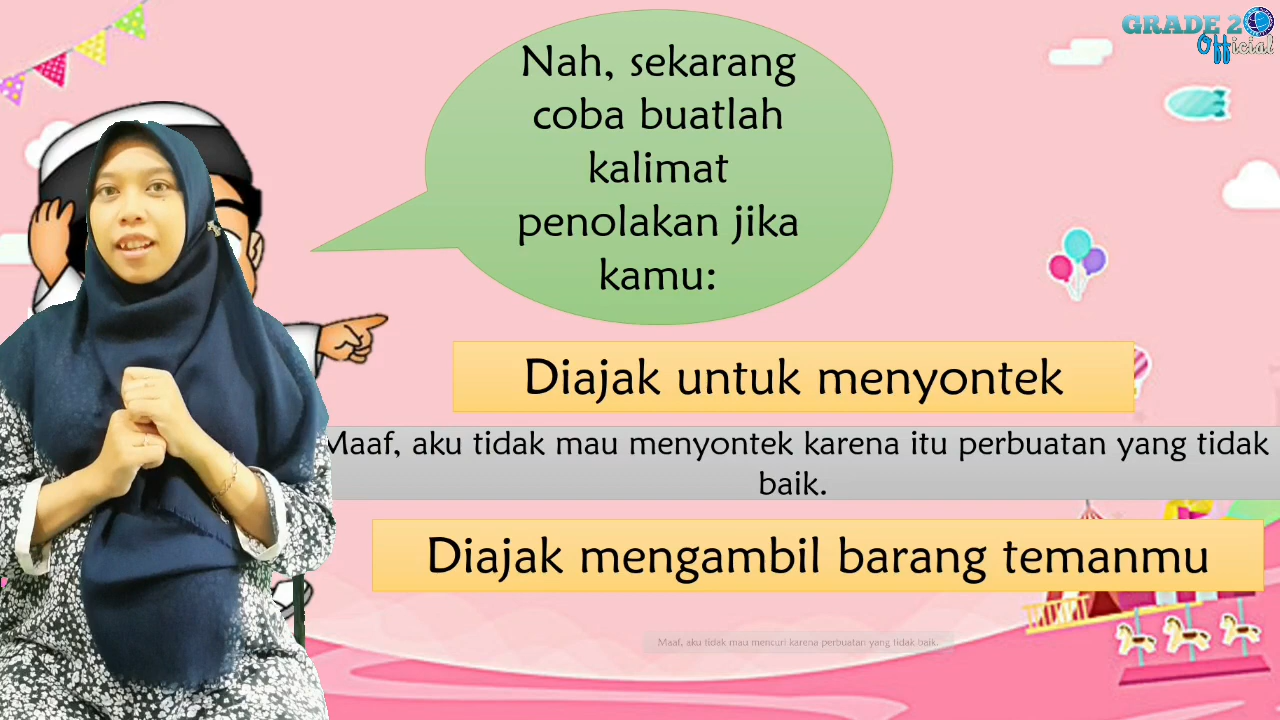 GRADE 2
Official
Nah, sekarang
coba buatlah
kalimat
penolakan jika
kamu:
Diajak untuk menyontek
Maaf, aku tidak mau menyontek karena itu perbuatan yang tidak
baik.
Diajak mengambil barang temanmu
Maaf, aku tidak mau mencuri karena perbuatan yang tidak baik.